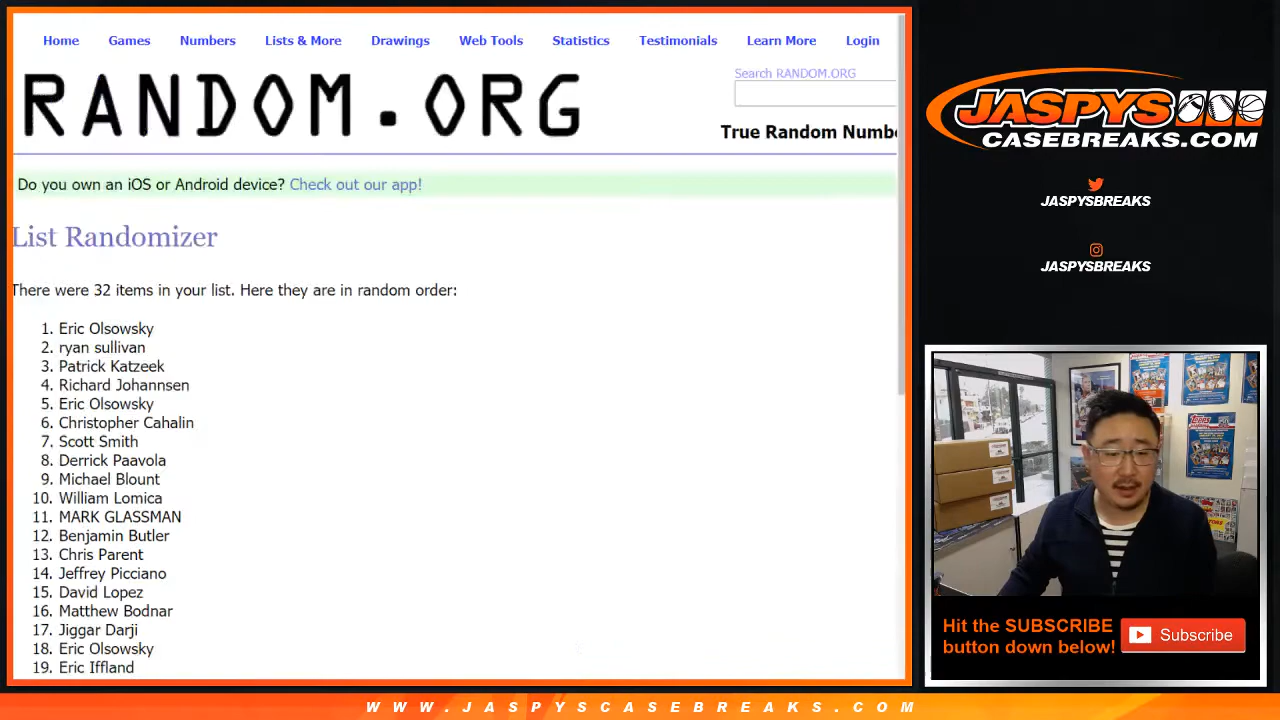 Home Games Numbers Lists & More Drawings Web Tools Statistics Testimonials Learn More Login
RANDOM.ORG
Search RANDOM.ORG
True Random Numbe
Do you own an iOS or Android device? Check out our app!
List Randomizer
There were 32 items in your list. Here they are in random order:
1. Eric Olsowsky
2. ryan sullivan
3. Patrick Katzeek
4. Richard Johannsen
5. Eric Olsowsky
6. Christopher Cahalin
7. Scott Smith
8. Derrick Paavola
9. Michael Blount
10. William Lomica
11. MARK GLASSMAN
12. Benjamin Butler
13. Chris Parent
14. Jeffrey Picciano
15. David Lopez
16. Matthew Bodnar
17. Jiggar Darji
18. Eric Olsowsky
19. Eric Iffland
JASPYS
CASEBREAKS.COM
JASPYSBREAKS
JASPYSBREAKS
Hit the SUBSCRIBE
button down below!
Subscribe
WWW.JASPYSCASEBREAKS.COM